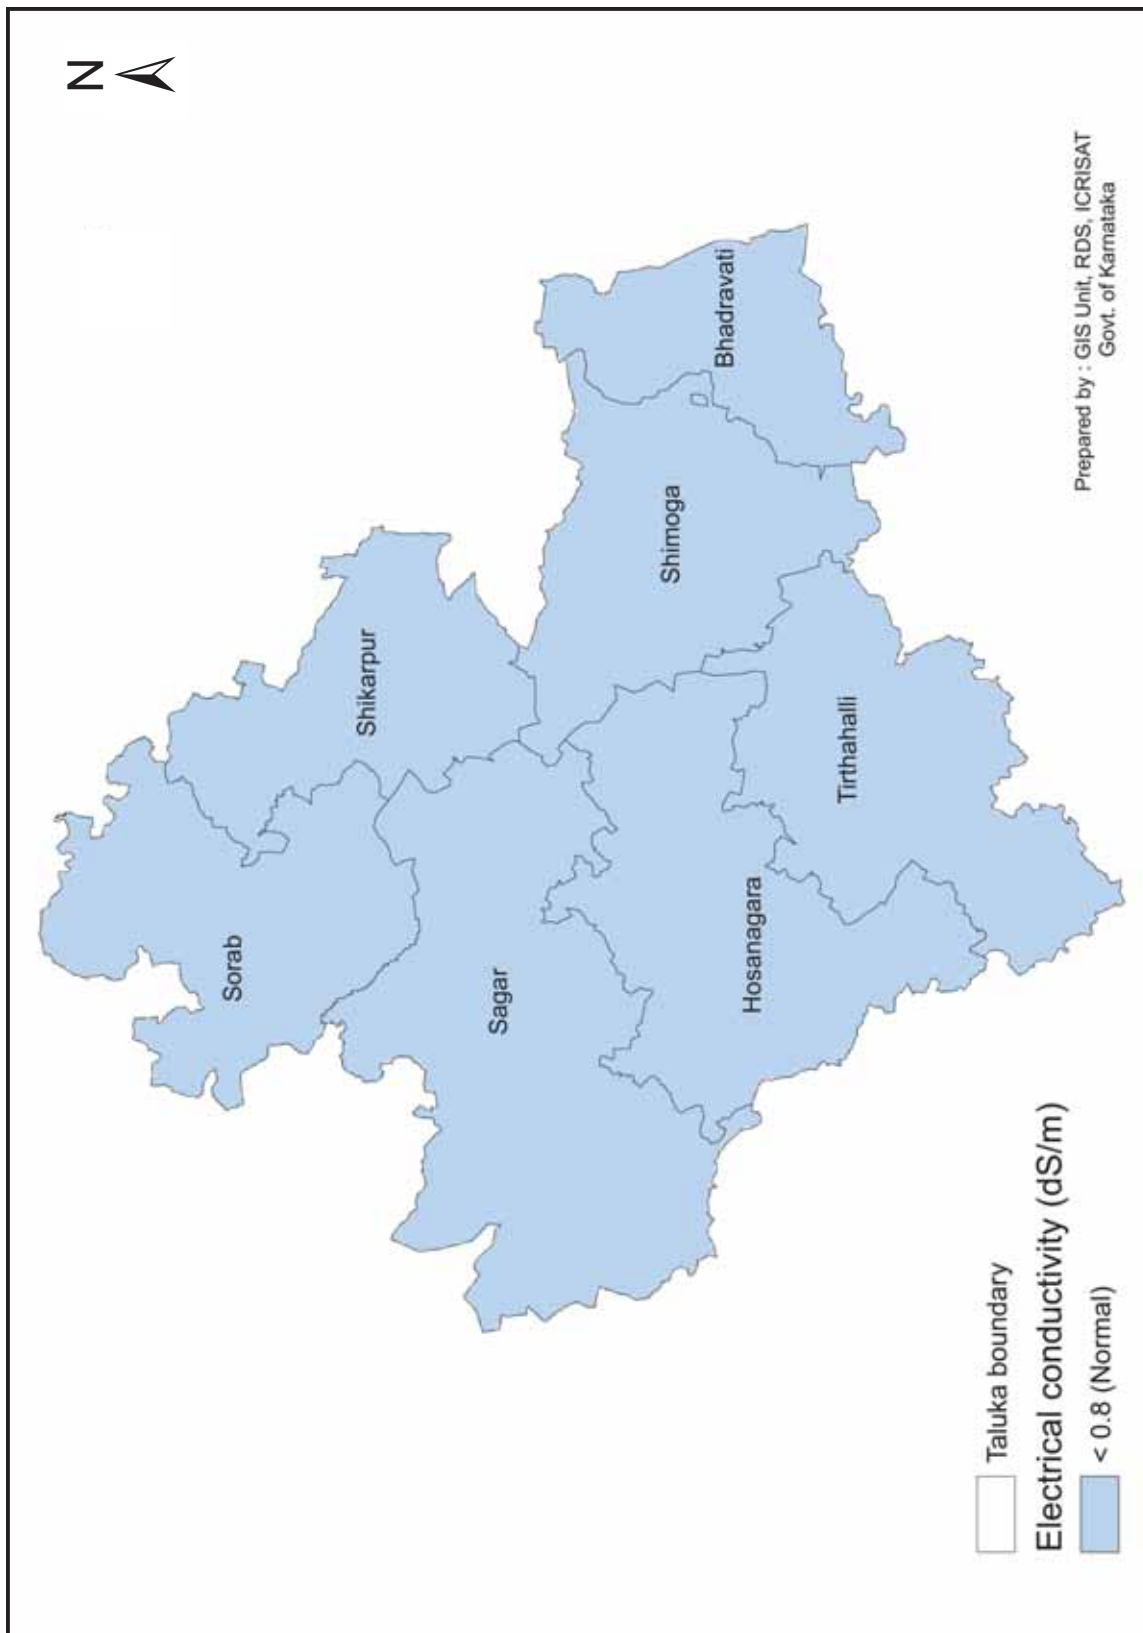 N
Sorab
Shikarpur
Sagar
Shimoga
Bhadravati
Hosanagara
Tirthahalli
Taluka boundary
Electrical conductivity (dS/m)
< 0.8 (Normal)
Prepared by : GIS Unit, RDS, ICRISAT
Govt. of Karnataka